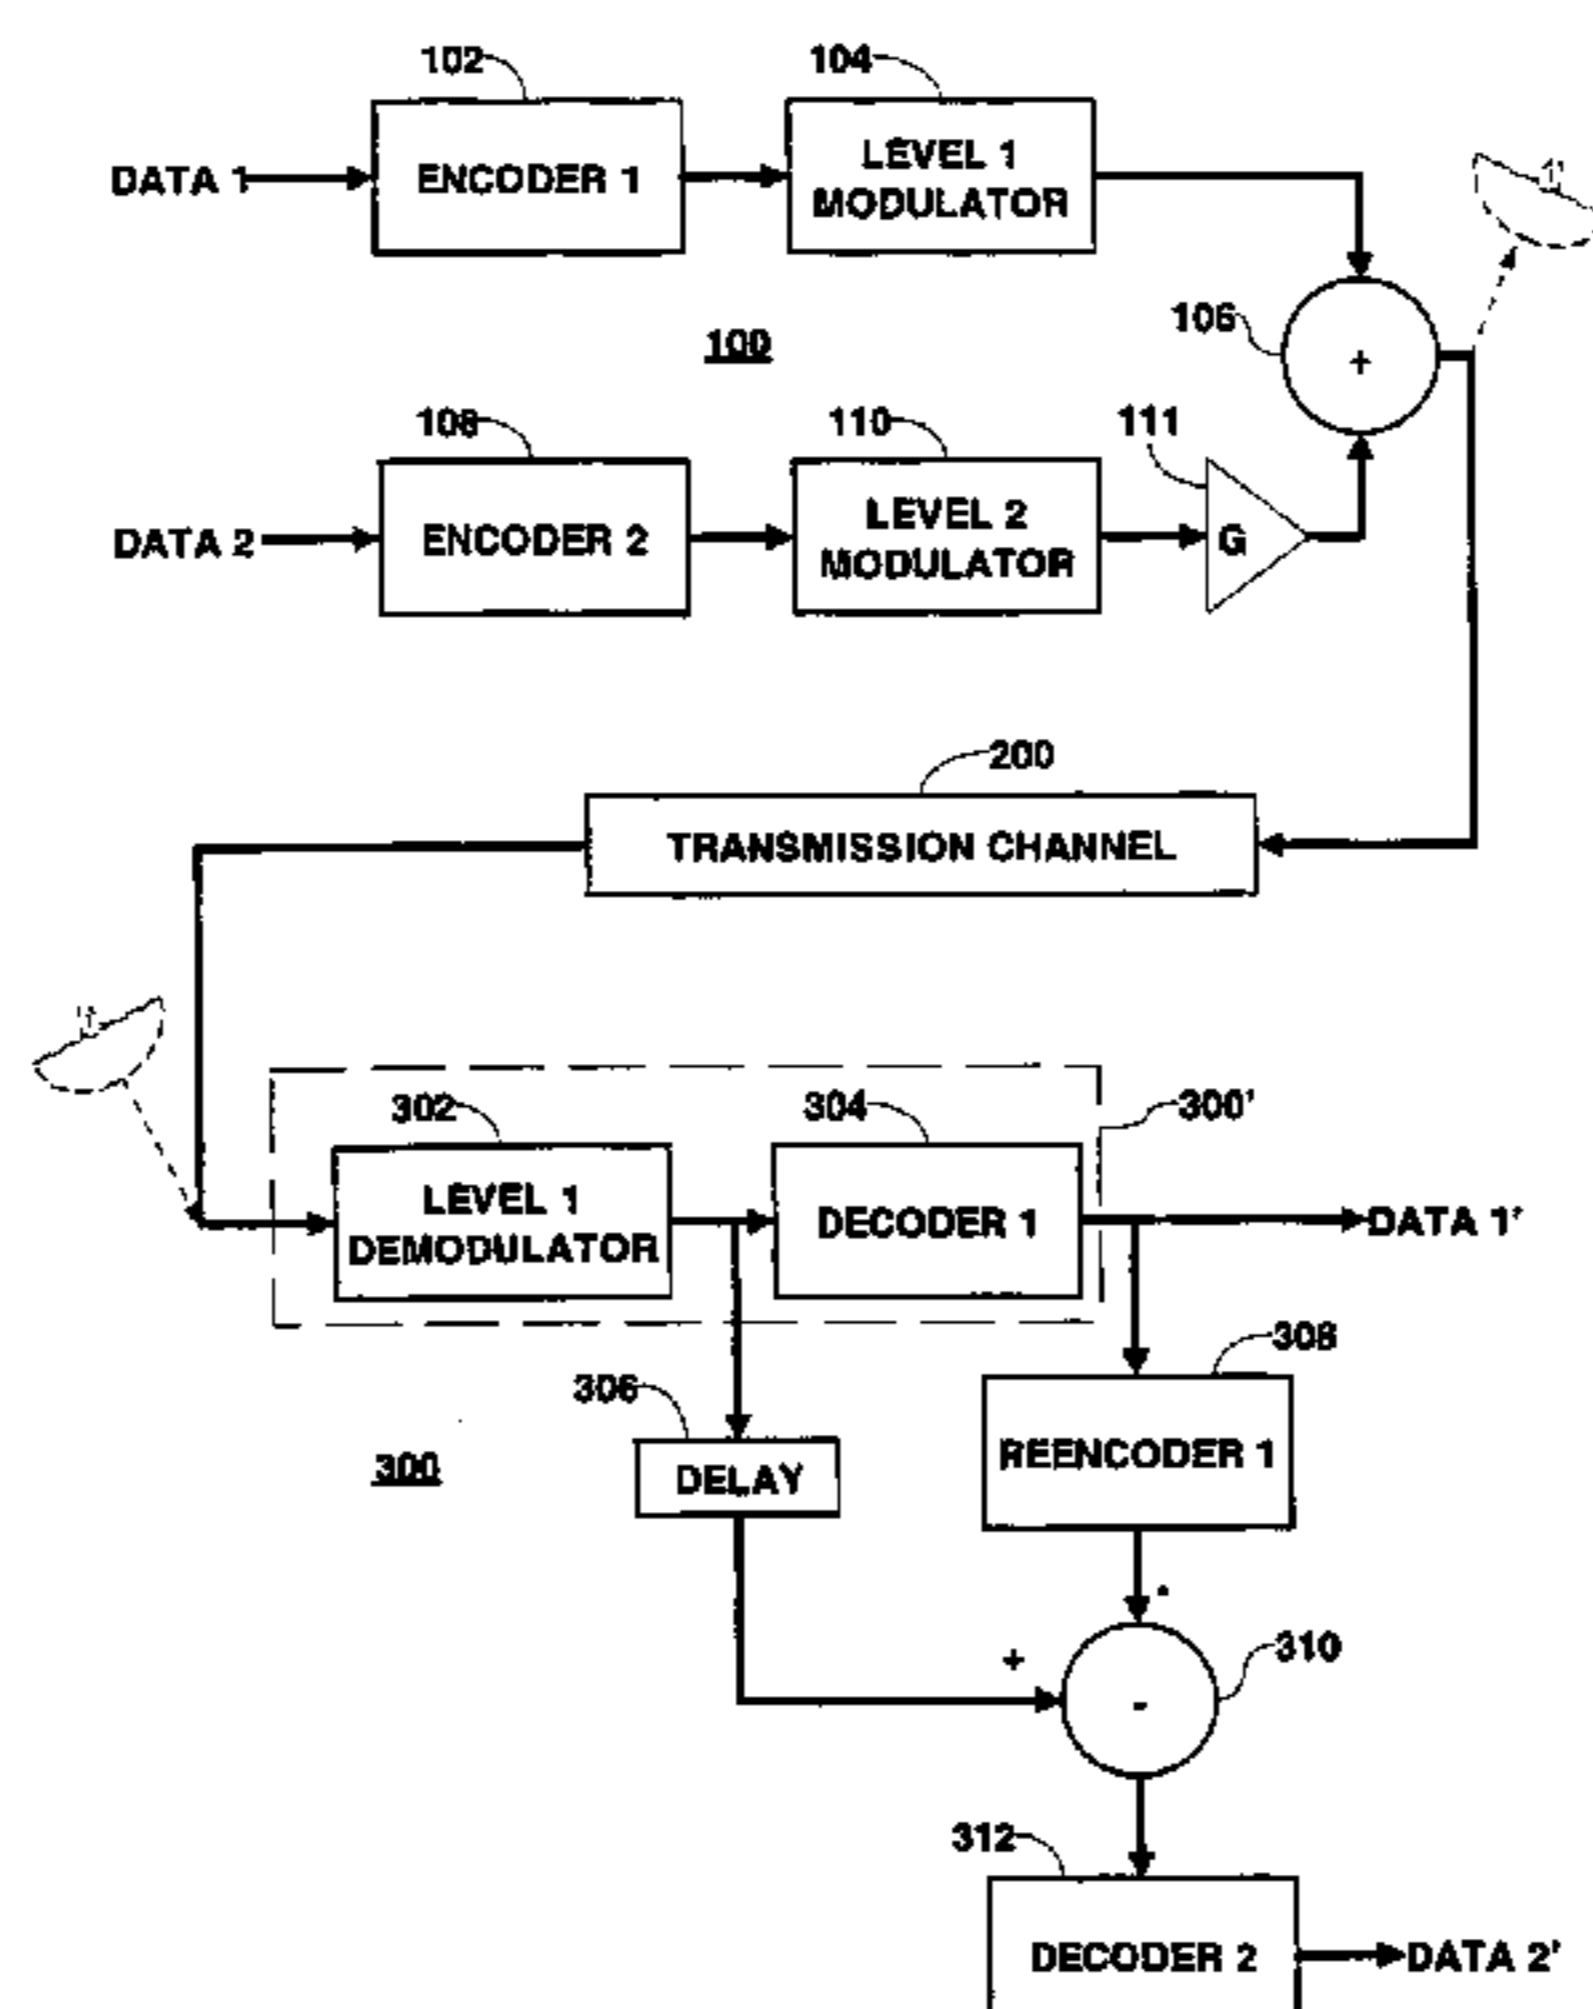 102
104
DATA 1
ENCODER 1
LEVEL 1
MODULATOR
106
+
100
108
110
111
DATA 2
ENCODER 2
LEVEL 2
MODULATOR
G
200
TRANSMISSION CHANNEL
302
304
300'
LEVEL 1
DEMODULATOR
DECODER 1
DATA 1'
308
306
300
DELAY
REENCODER 1
-
+
310
-
312
DECODER 2
DATA 2'